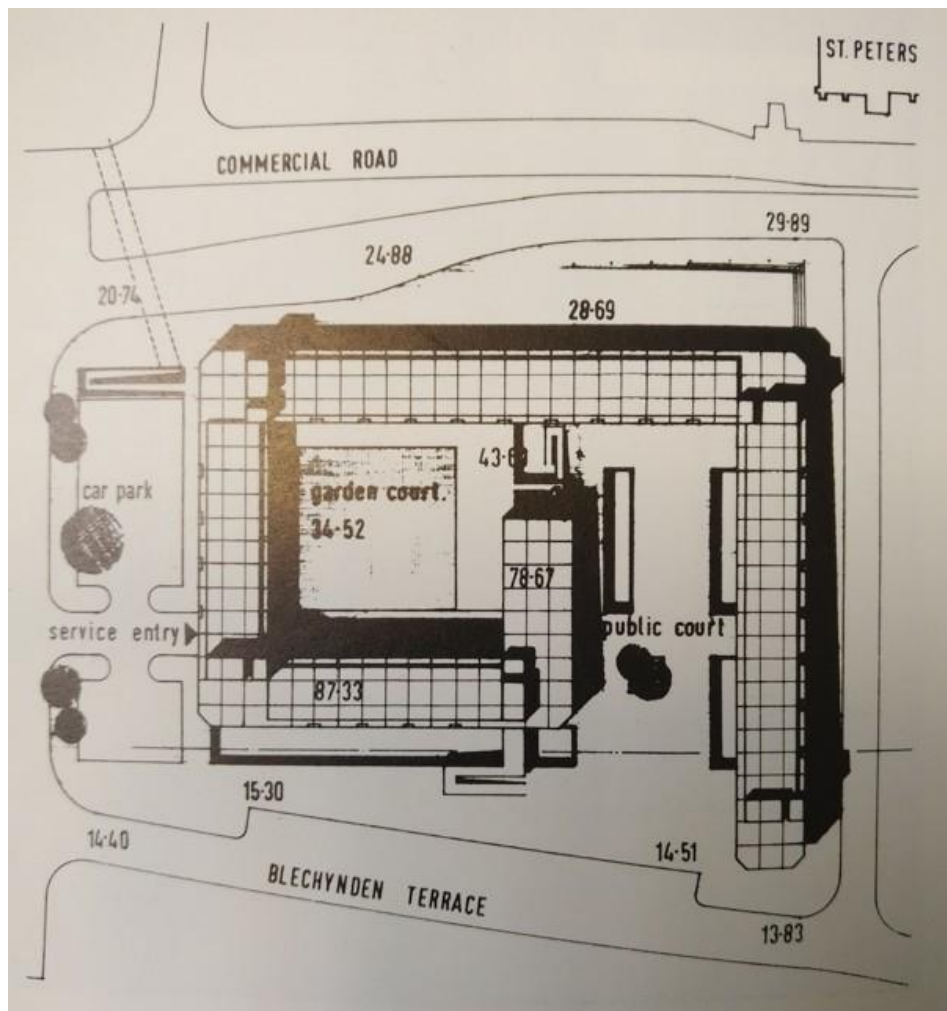 ST. PETERS
COMMERCIAL ROAD
29·89
24·88
20·74
28·69
43·6
car park
garden court.
34·52
78·67
service entry
public court
87·33
15·30
14·40
14·51
BLECHYNDEN TERRACE
13·83